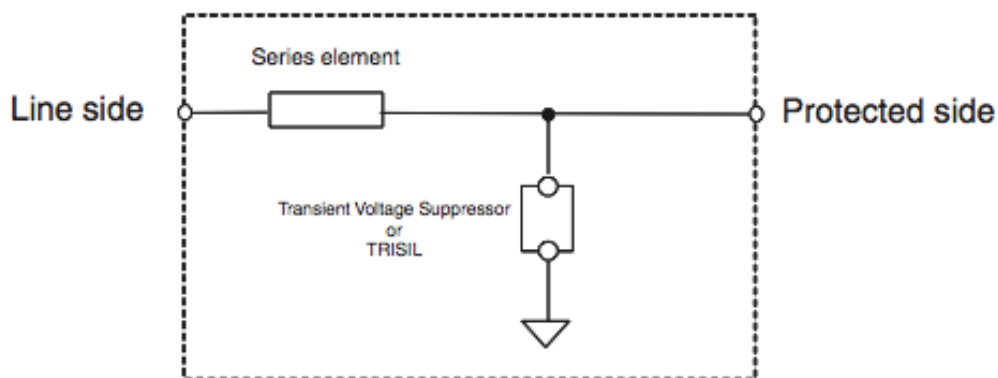 Series element
Line side
Protected side
Transient Voltage Suppressor
or
TRISIL